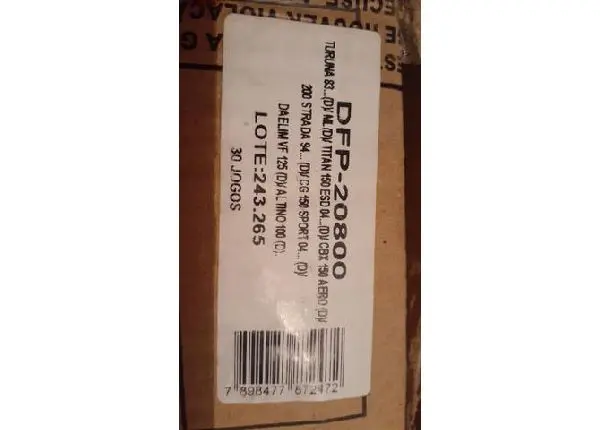 DFP-20800
TURUNA 83...(D)/ ML/(D)/ TITAN 150 ESD 04...(D)/ CBX 150 AERO (D)/
200 STRADA 94... (D)/ CG 150 SPORT 04... (D)/
DAELIM VF 125 (D)/ ALTINO 100 (D).
LOTE:243.265
30 JOGOS
7 898477 672472